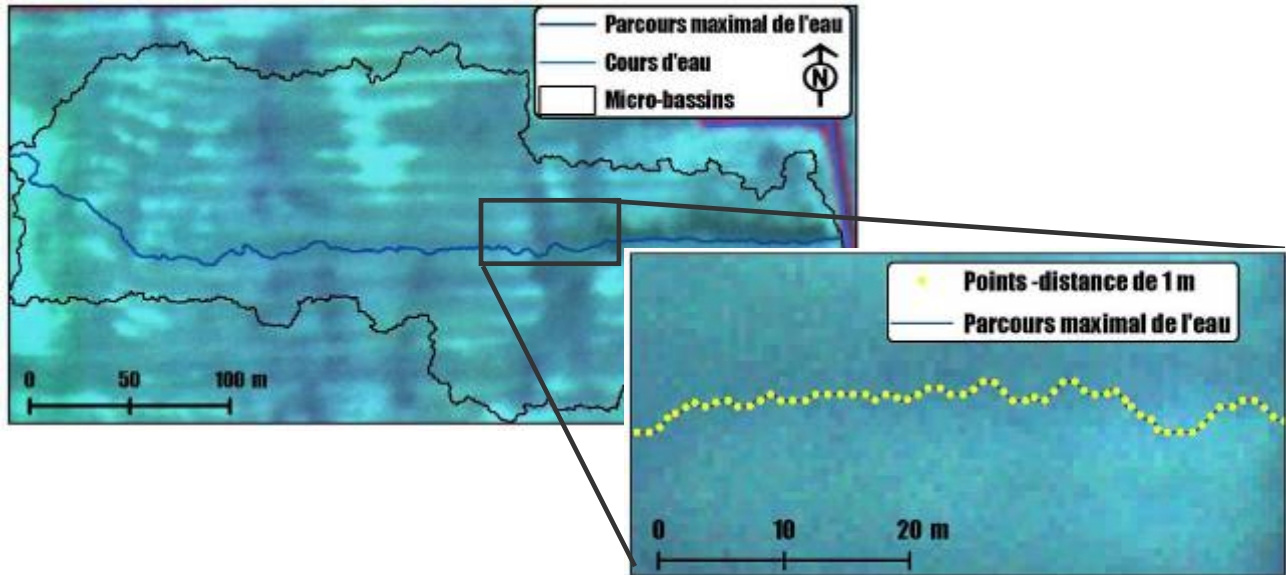 Parcours maximal de l'eau
Cours d'eau
N
Micro-bassins
0 50 100 m
Points -distance de 1 m
Parcours maximal de l'eau
0 10 20 m